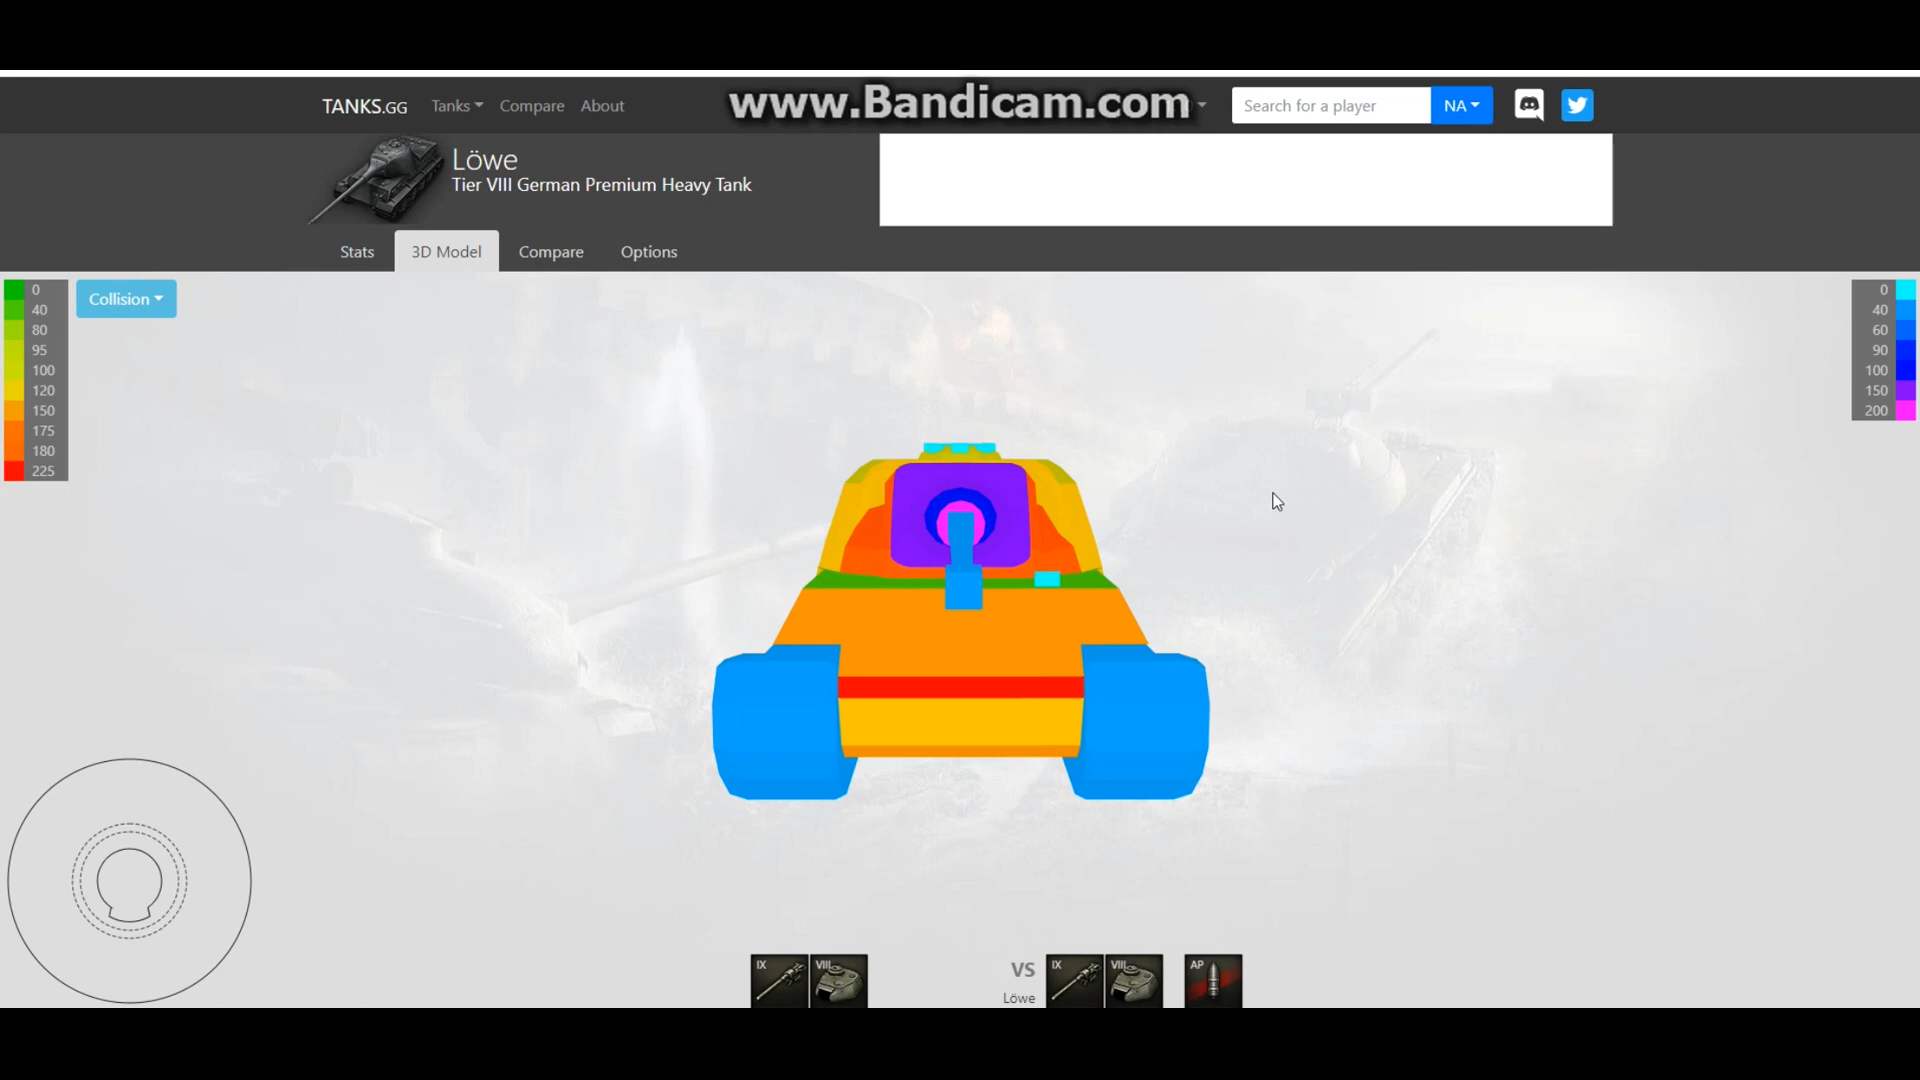 www.Bandicam.com
TANKS.GG Tanks Compare About Search for a player NA
Löwe
Tier VIII German Premium Heavy Tank
Stats 3D Model Compare Options
Collision
0
40
80
95
100
120
150
175
180
225
0
40
60
90
100
150
200
IX VIII VS IX VIII AP
Löwe